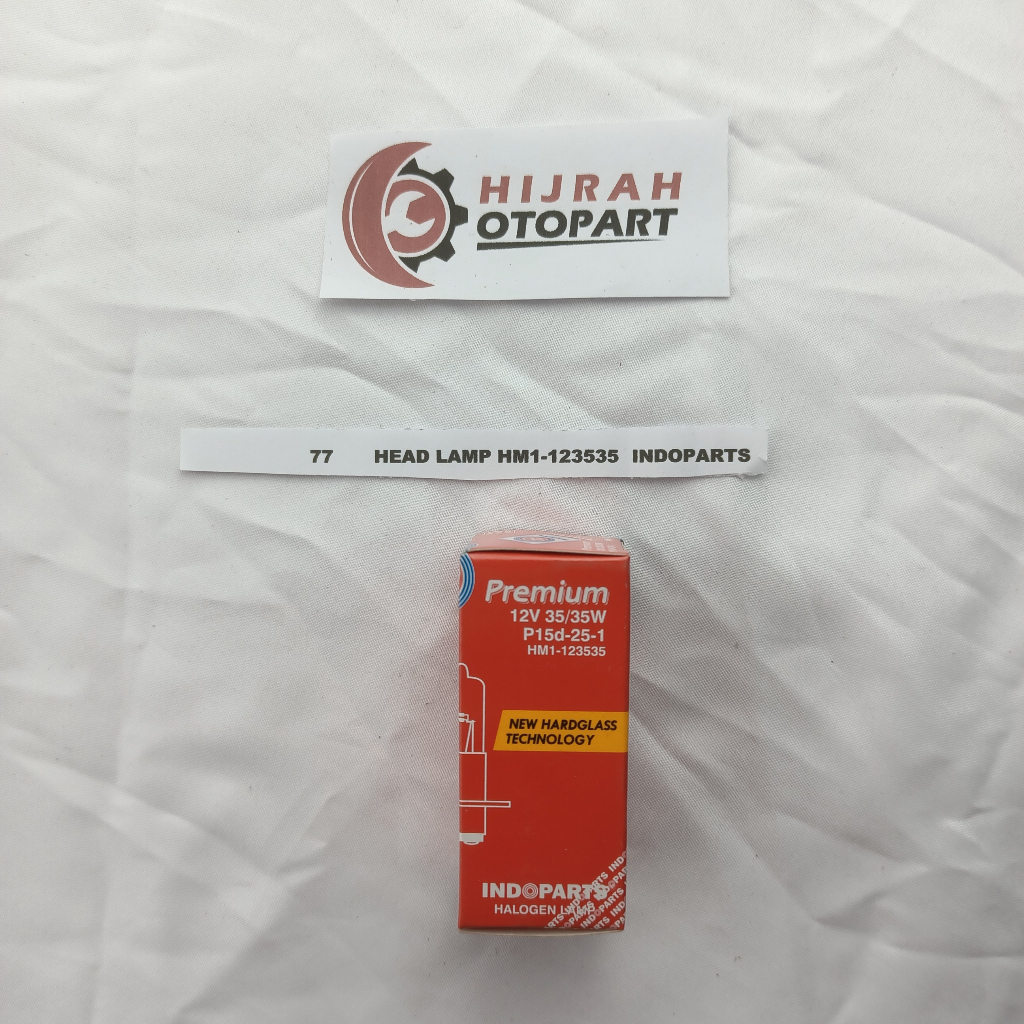 HIJRAH
OTOPART
77 HEAD LAMP HM1-123535 INDOPARTS
Premium
12V 35/35W
P15d-25-1
HM1-123535
NEW HARDGLASS
TECHNOLOGY
INDOPARTS
HALOGEN